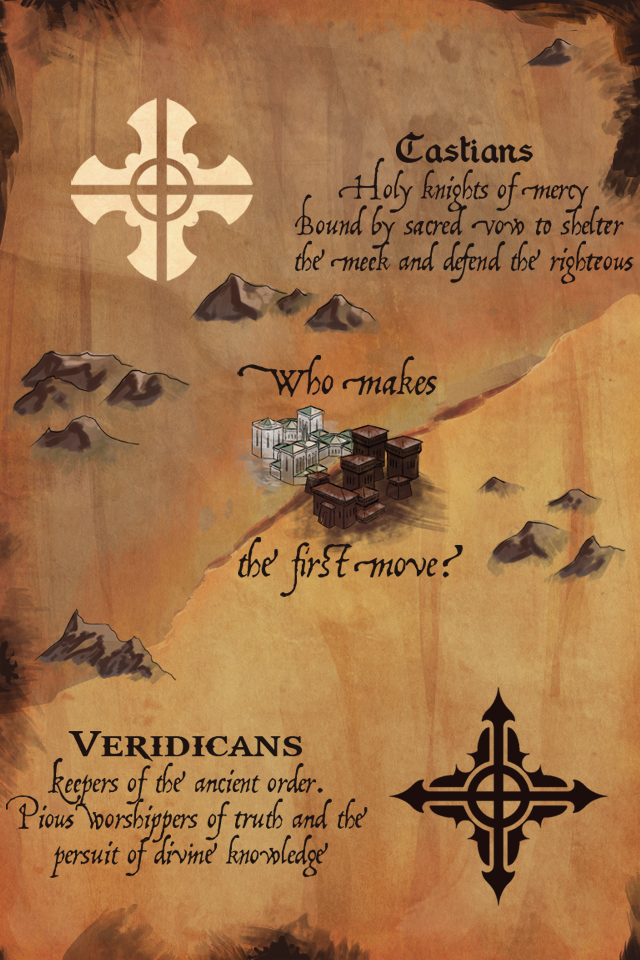 Castians
Holy knights of mercy
Bound by sacred vow to shelter
the meek and defend the righteous
Who makes
the first move?
VERIDICANS
keepers of the ancient order.
Pious worshippers of truth and the
persuit of divine knowledge